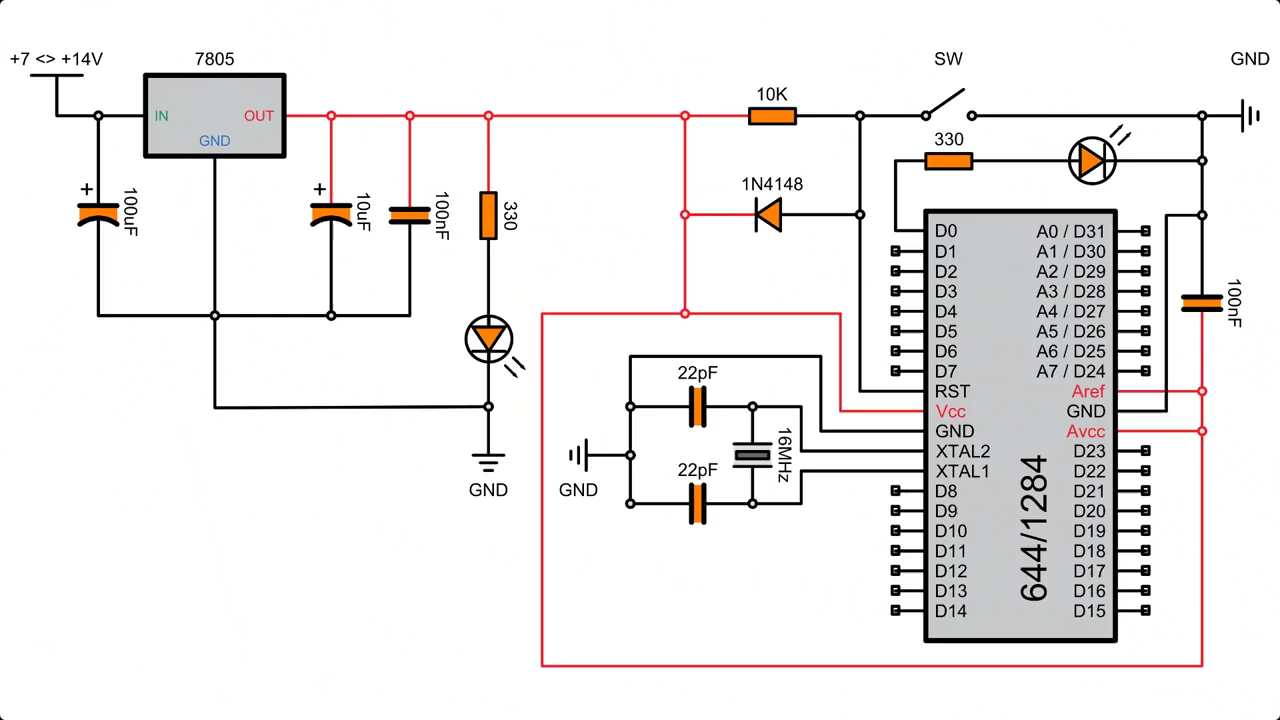 +7 <> +14V
7805
SW
GND
10K
IN
OUT
GND
330
1N4148
+
100uF
+
10uF
100nF
330
D0
D1
D2
D3
D4
D5
D6
D7
RST
Vcc
GND
XTAL2
XTAL1
D8
D9
D10
D11
D12
D13
D14
A0 / D31
A1 / D30
A2 / D29
A3 / D28
A4 / D27
A5 / D26
A6 / D25
A7 / D24
Aref
GND
Avcc
D23
D22
D21
D20
D19
D18
D17
D16
D15
644/1284
100nF
22pF
16MHz
22pF
GND
GND